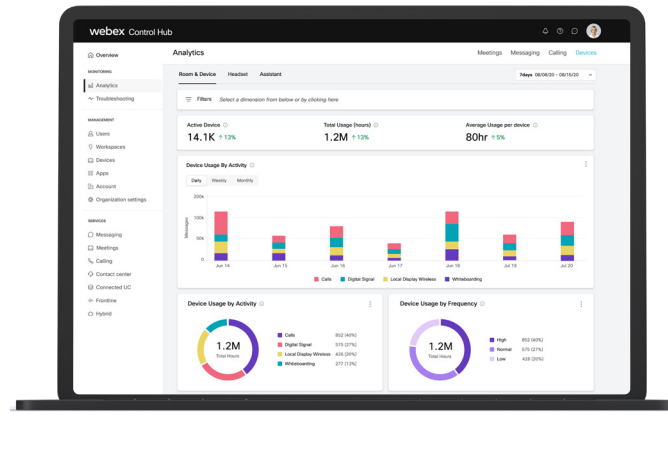 webex Control Hub
Overview
MONITORING
Analytics
Troubleshooting
MANAGEMENT
Users
Workspaces
Devices
Apps
Account
Organization settings
SERVICES
Messaging
Meetings
Calling
Contact center
Connected UC
Frontline
Hybrid
Analytics
Meetings Messaging Calling Devices
Room & Device Headset Assistant
7days 08/08/20 - 08/15/20
Filters Select a dimension from below or by clicking here
Active Device Total Usage (hours) Average Usage per device
14.1K ↑ 13% 1.2M ↑ 13% 80hr ↑ 5%
Device Usage By Activity
Daily Weekly Monthly
Messages
200k
100k
50k
0
Jun 14 Jun 15 Jun 16 Jun 17 Jun 18 Jul 19 Jul 20
Calls Digital Signal Local Display Wireless Whiteboarding
Device Usage by Activity
1.2M
Total Hours
Calls 852 (40%)
Digital Signal 575 (27%)
Local Display Wireless 426 (20%)
Whiteboarding 277 (13%)
Device Usage by Frequency
1.2M
Total Hours
High 852 (40%)
Normal 575 (27%)
Low 426 (20%)